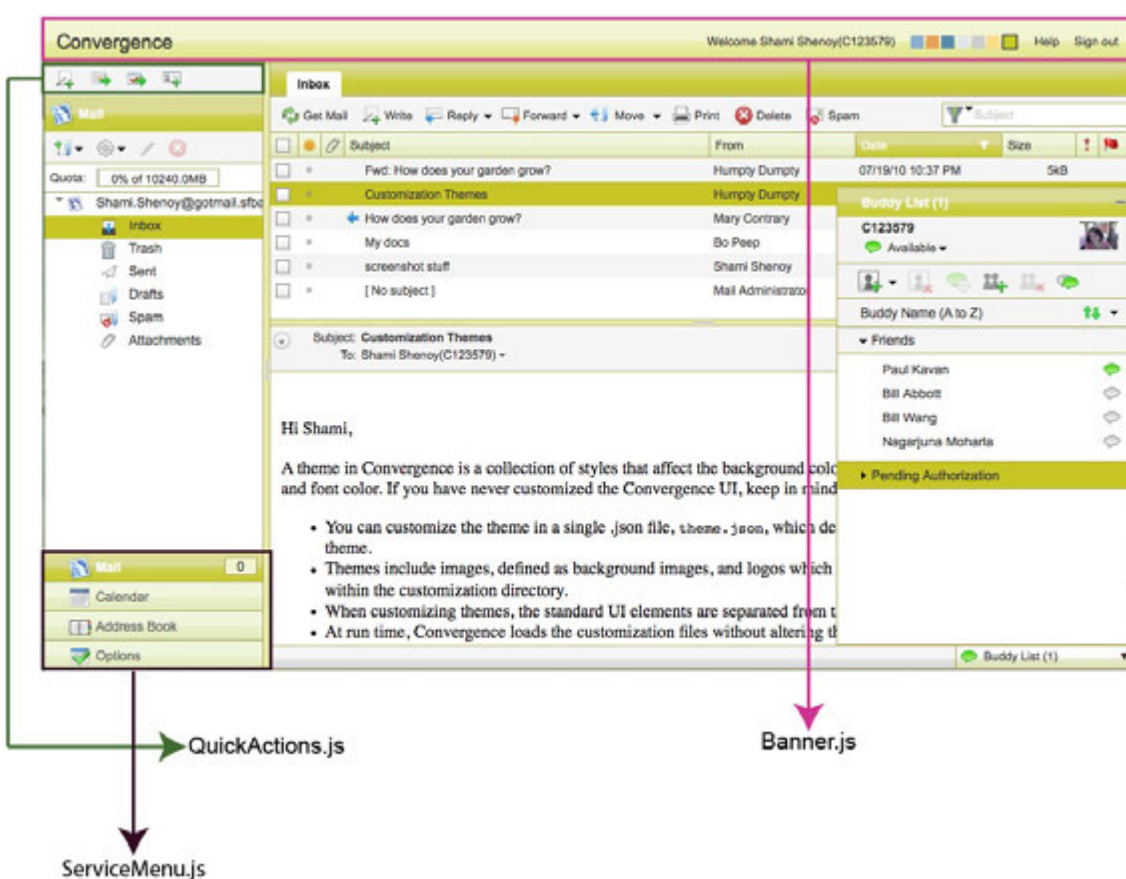 Convergence
Welcome Shami Shenoy(C123579) Help Sign out
Inbox
Mail
Get Mail Write Reply Forward Move Print Delete Spam Subject
Subject From Date Size !
Quota: 0% of 10240.0MB
Shami.Shenoy@gotmail.sfba
Inbox
Trash
Sent
Drafts
Spam
Attachments
Fwd: How does your garden grow? Humpty Dumpty 07/19/10 10:37 PM 5kB
Customization Themes Humpty Dumpty
How does your garden grow? Mary Contrary
My docs Bo Peep
screenshot stuff Shami Shenoy
[ No subject ] Mail Administrator
Buddy List (1)
C123579
Available
Buddy Name (A to Z)
Friends
Paul Kavan
Bill Abbott
Bill Wang
Nagarjuna Moharla
Pending Authorization
Subject: Customization Themes
To: Shami Shenoy(C123579)
Hi Shami,
A theme in Convergence is a collection of styles that affect the background colo
and font color. If you have never customized the Convergence UI, keep in mind
• You can customize the theme in a single .json file, theme.json, which de
theme.
• Themes include images, defined as background images, and logos which
within the customization directory.
• When customizing themes, the standard UI elements are separated from t
• At run time, Convergence loads the customization files without altering th
Mail 0
Calendar
Address Book
Options
Buddy List (1)
QuickActions.js
Banner.js
ServiceMenu.js